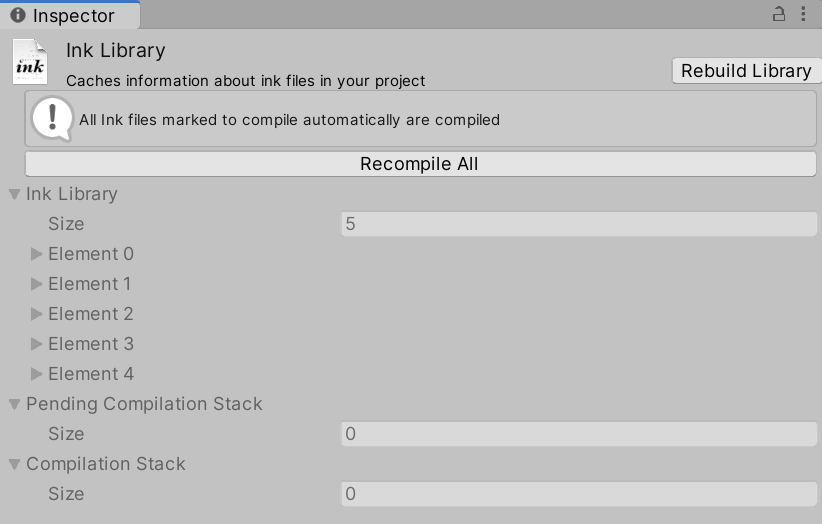 Inspector
ink
Ink Library
Caches information about ink files in your project
Rebuild Library
All Ink files marked to compile automatically are compiled
Recompile All
Ink Library
Size 5
Element 0
Element 1
Element 2
Element 3
Element 4
Pending Compilation Stack
Size 0
Compilation Stack
Size 0